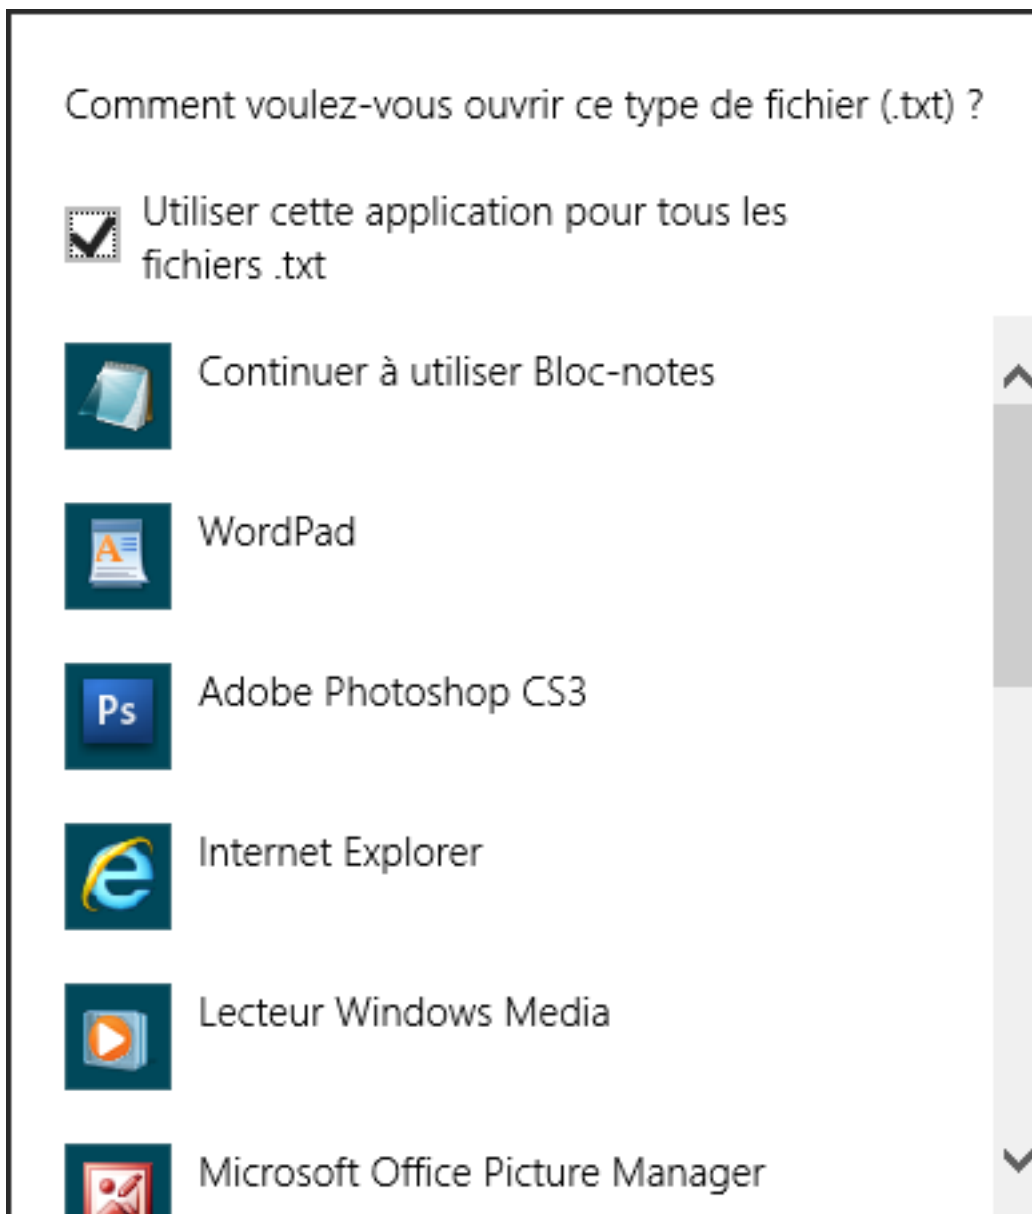 Comment voulez-vous ouvrir ce type de fichier (.txt) ?
Utiliser cette application pour tous les
fichiers .txt
Continuer à utiliser Bloc-notes
A
WordPad
Ps
Adobe Photoshop CS3
Internet Explorer
Lecteur Windows Media
Microsoft Office Picture Manager